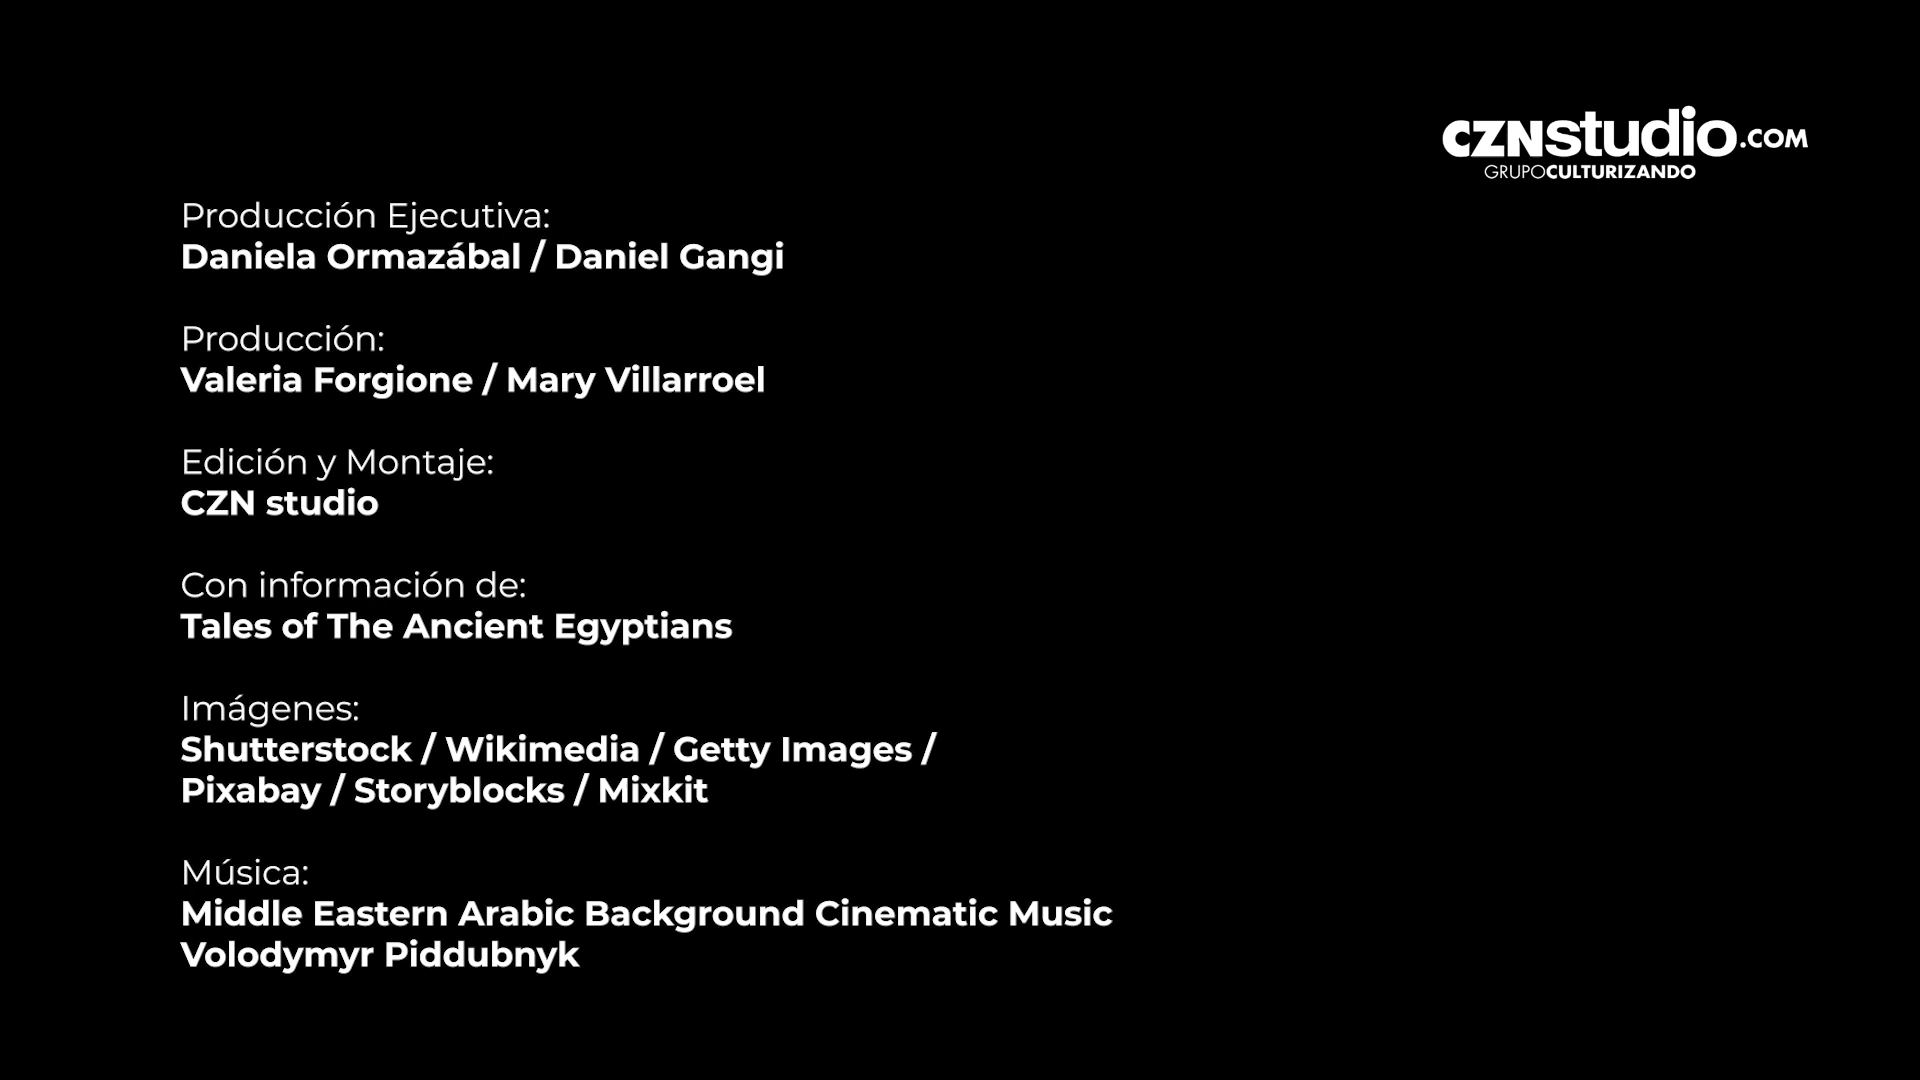 CZNstudio.COM
GRUPOCULTURIZANDO
Producción Ejecutiva:
Daniela Ormazábal / Daniel Gangi
Producción:
Valeria Forgione / Mary Villarroel
Edición y Montaje:
CZN studio
Con información de:
Tales of The Ancient Egyptians
Imágenes:
Shutterstock / Wikimedia / Getty Images /
Pixabay / Storyblocks / Mixkit
Música:
Middle Eastern Arabic Background Cinematic Music
Volodymyr Piddubnyk